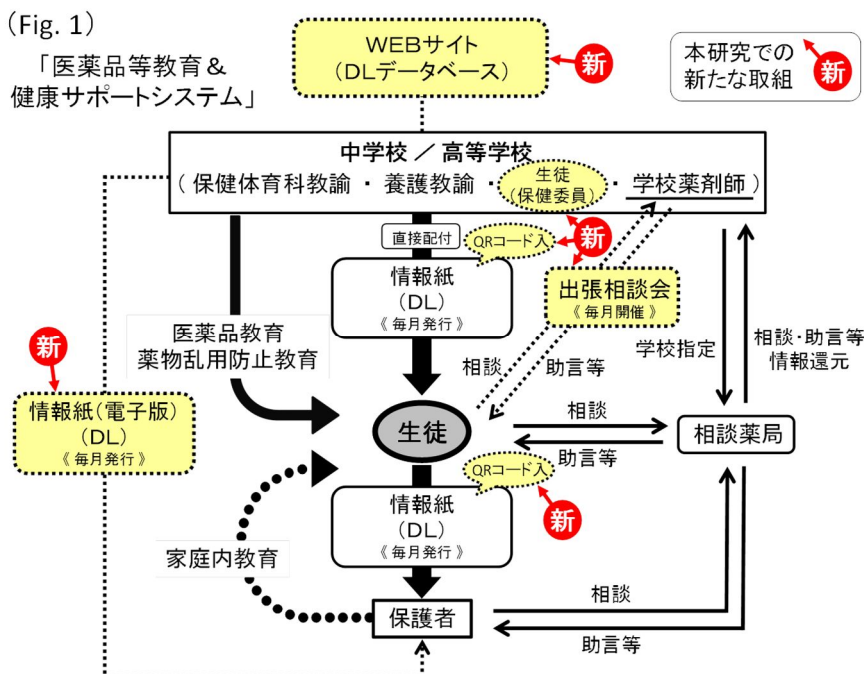 (Fig. 1)
「医薬品等教育＆
健康サポートシステム」
WEBサイト
(DLデータベース)
新
本研究での
新たな取組
新
中学校 ／ 高等学校
( 保健体育科教諭 ・ 養護教諭 ・ 生徒(保健委員) ・ 学校薬剤師 )
直接配付
QRコード入
新
情報紙
(DL)
《 毎月発行 》
出張相談会
《 毎月開催 》
医薬品教育
薬物乱用防止教育
相談
助言等
学校指定
相談・助言等
情報還元
新
情報紙(電子版)
(DL)
《 毎月発行 》
生徒
相談
助言等
相談薬局
QRコード入
新
情報紙
(DL)
《 毎月発行 》
家庭内教育
保護者
相談
助言等